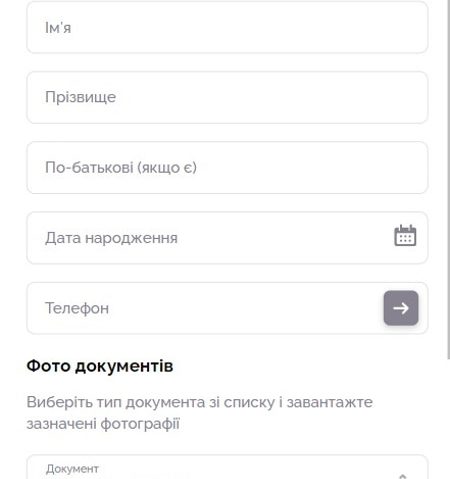 Ім'я
Прізвище
По-батькові (якщо є)
Дата народження
Телефон
Фото документів
Виберіть тип документа зі списку і завантажте
зазначені фотографії
Документ